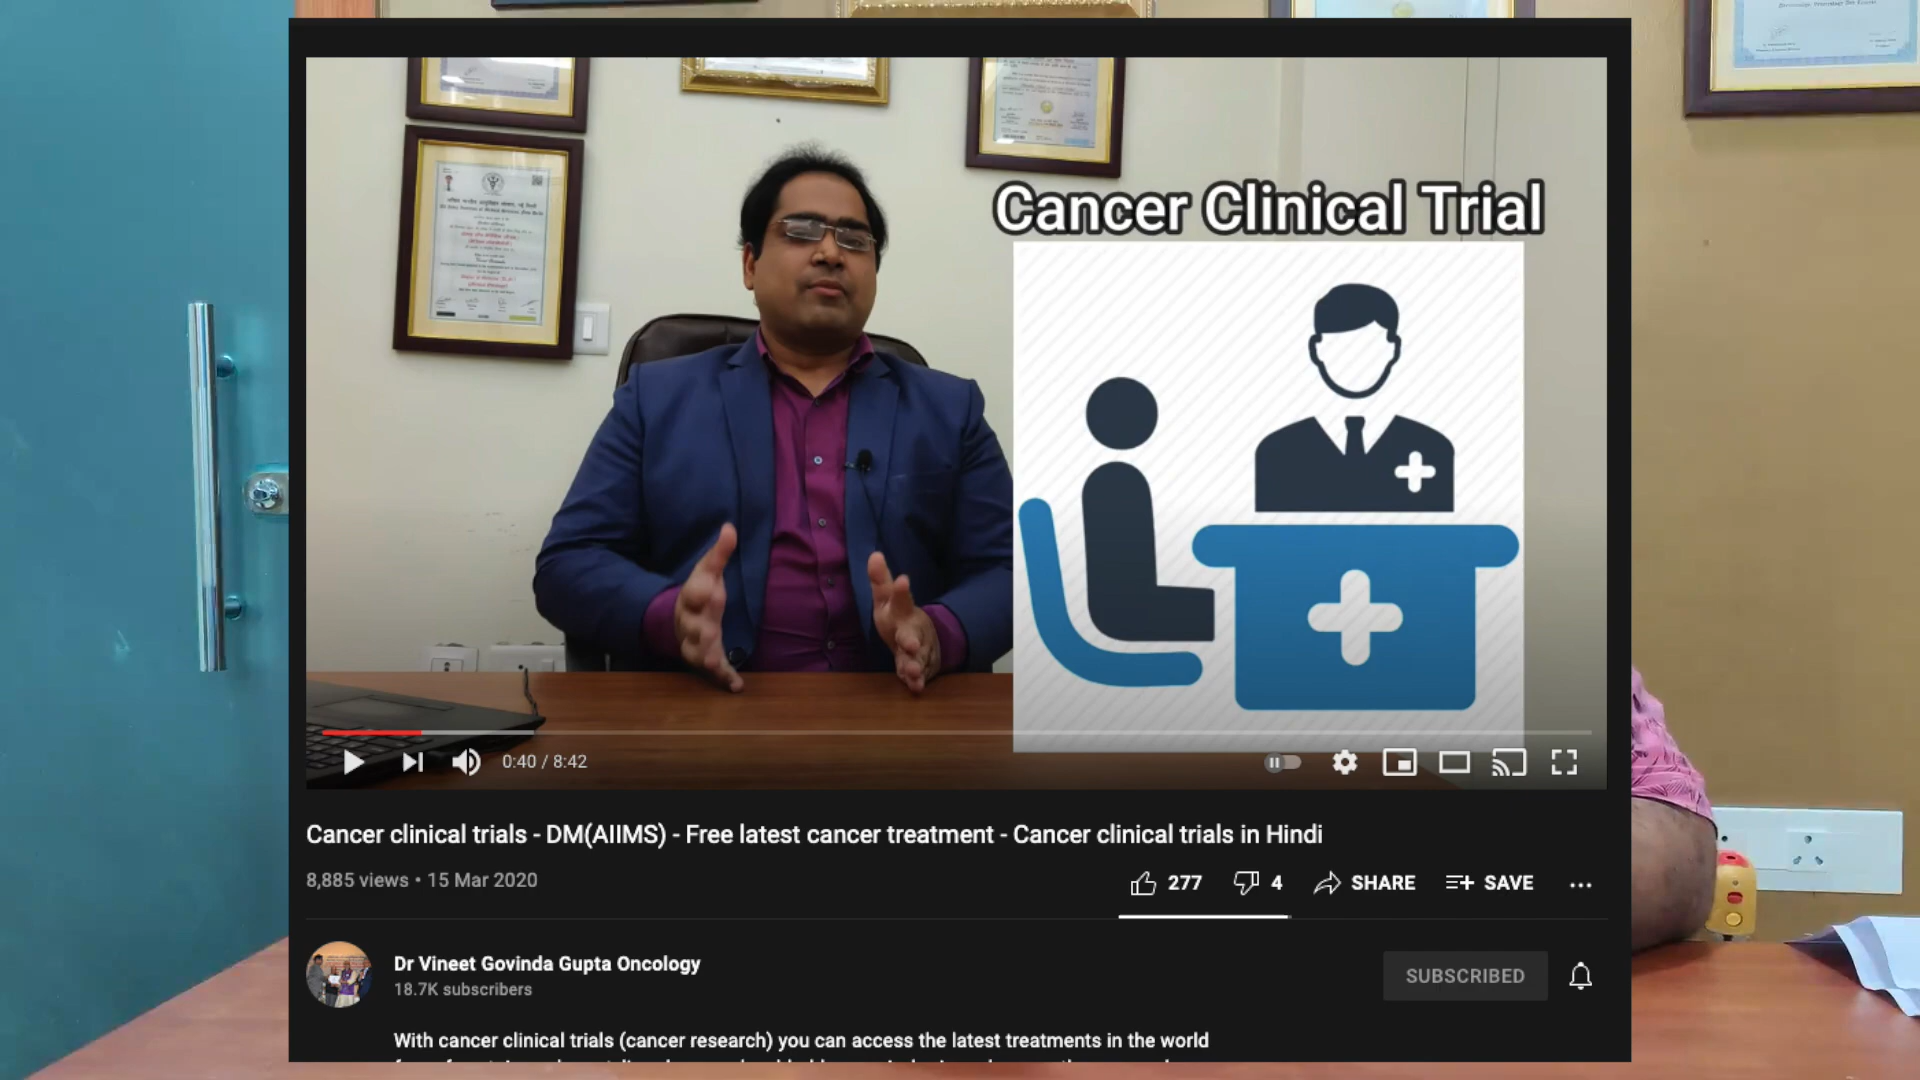 Cancer Clinical Trial
0:40 / 8:42
Cancer clinical trials - DM(AIIMS) - Free latest cancer treatment - Cancer clinical trials in Hindi
8,885 views • 15 Mar 2020
277
4
SHARE
SAVE
Dr Vineet Govinda Gupta Oncology
18.7K subscribers
SUBSCRIBED
With cancer clinical trials (cancer research) you can access the latest treatments in the world